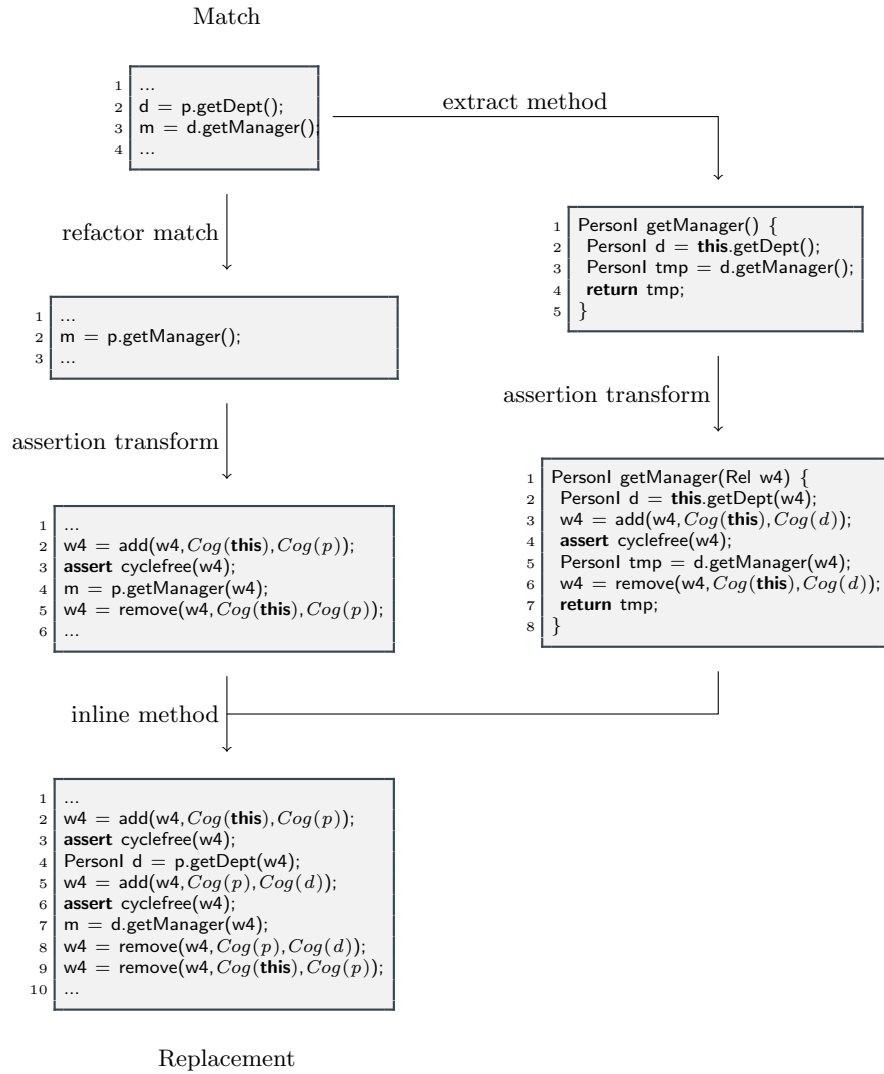 Match
1 ...
2 d = p.getDept();
3 m = d.getManager();
4 ...
extract method
refactor match
1 PersonI getManager() {
2 PersonI d = this.getDept();
3 PersonI tmp = d.getManager();
4 return tmp;
5 }
1 ...
2 m = p.getManager();
3 ...
assertion transform
assertion transform
1 ...
2 w4 = add(w4, Cog(this), Cog(p));
3 assert cyclefree(w4);
4 m = p.getManager(w4);
5 w4 = remove(w4, Cog(this), Cog(p));
6 ...
1 PersonI getManager(Rel w4) {
2 PersonI d = this.getDept(w4);
3 w4 = add(w4, Cog(this), Cog(d));
4 assert cyclefree(w4);
5 PersonI tmp = d.getManager(w4);
6 w4 = remove(w4, Cog(this), Cog(d));
7 return tmp;
8 }
inline method
1 ...
2 w4 = add(w4, Cog(this), Cog(p));
3 assert cyclefree(w4);
4 PersonI d = p.getDept(w4);
5 w4 = add(w4, Cog(p), Cog(d));
6 assert cyclefree(w4);
7 m = d.getManager(w4);
8 w4 = remove(w4, Cog(p), Cog(d));
9 w4 = remove(w4, Cog(this), Cog(p));
10 ...
Replacement